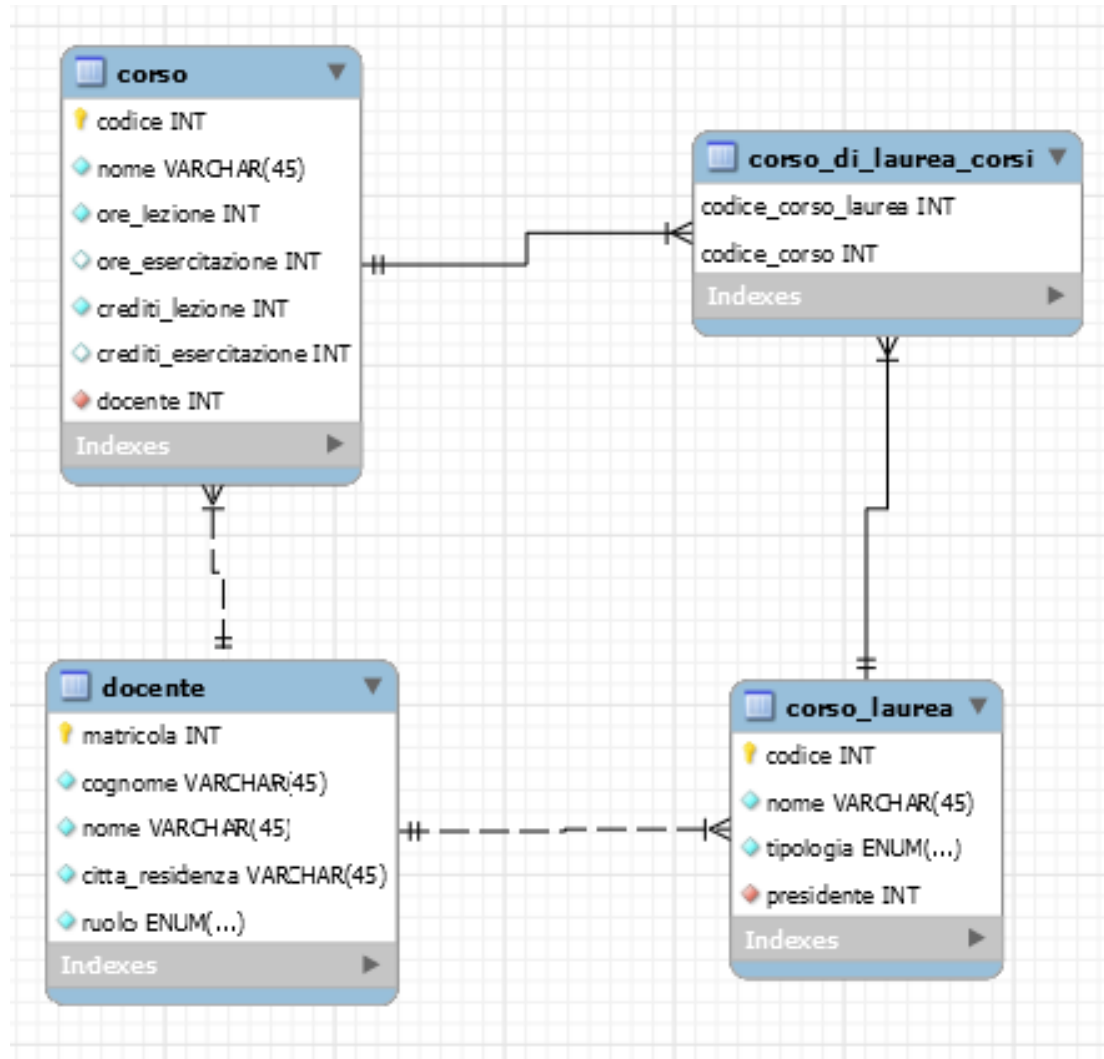 corso
codice INT
nome VARCHAR(45)
ore_lezione INT
ore_esercitazione INT
crediti_lezione INT
crediti_esercitazione INT
docente INT
Indexes
corso_di_laurea_corsi
codice_corso_laurea INT
codice_corso INT
Indexes
docente
matricola INT
cognome VARCHAR(45)
nome VARCHAR(45)
citta_residenza VARCHAR(45)
ruolo ENUM(...)
Indexes
corso_laurea
codice INT
nome VARCHAR(45)
tipologia ENUM(...)
presidente INT
Indexes